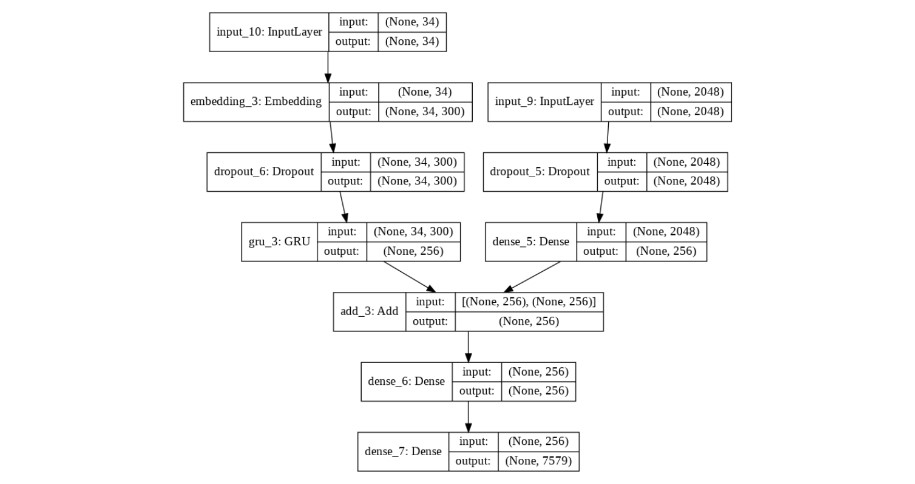 input_10: InputLayer
input: (None, 34)
output: (None, 34)
embedding_3: Embedding
input: (None, 34)
output: (None, 34, 300)
input_9: InputLayer
input: (None, 2048)
output: (None, 2048)
dropout_6: Dropout
input: (None, 34, 300)
output: (None, 34, 300)
dropout_5: Dropout
input: (None, 2048)
output: (None, 2048)
gru_3: GRU
input: (None, 34, 300)
output: (None, 256)
dense_5: Dense
input: (None, 2048)
output: (None, 256)
add_3: Add
input: [(None, 256), (None, 256)]
output: (None, 256)
dense_6: Dense
input: (None, 256)
output: (None, 256)
dense_7: Dense
input: (None, 256)
output: (None, 7579)